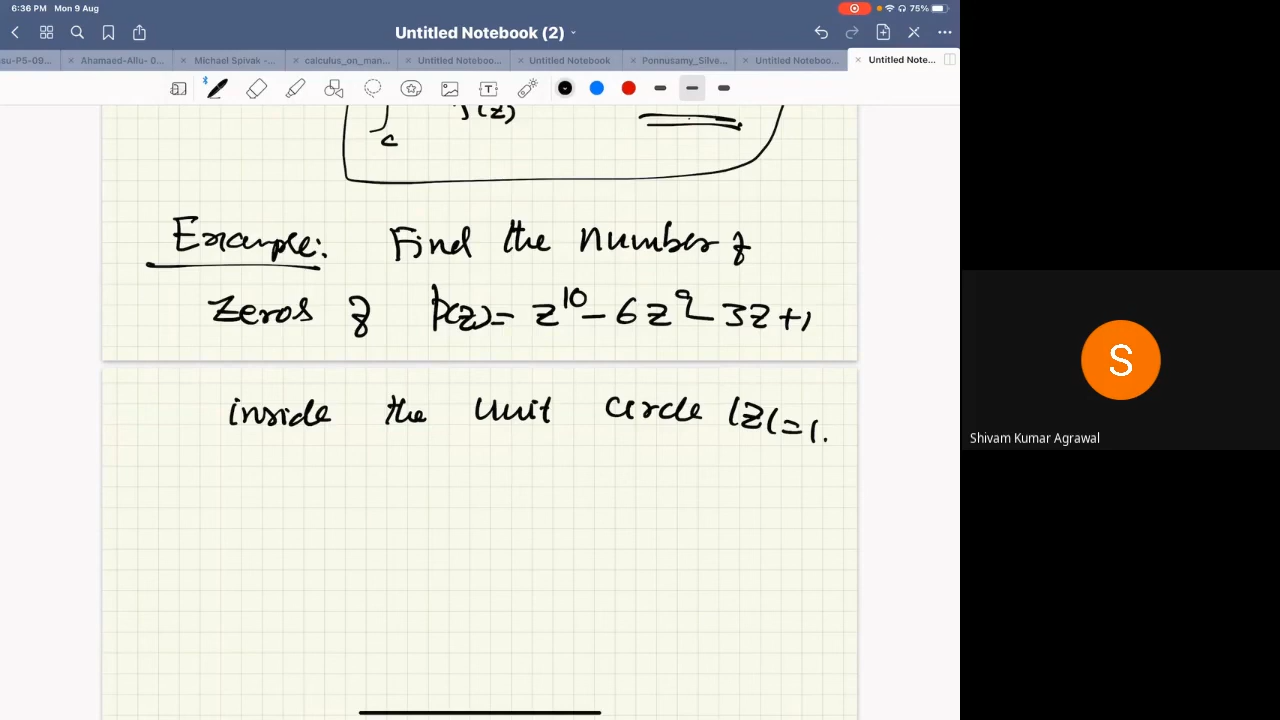 6:36 PM Mon 9 Aug
75%
Untitled Notebook (2)
su-P5-09...
Ahamaed-Allu- 0...
Michael Spivak -...
calculus_on_man...
Untitled Noteboo...
Untitled Notebook
Ponnusamy_Silve...
Untitled Noteboo...
Untitled Note...
f(z)
c
Example: Find the number of
zeros of p(z) = z^10 - 6z^9 - 3z + 1
inside the unit circle |z| = 1.
S
Shivam Kumar Agrawal